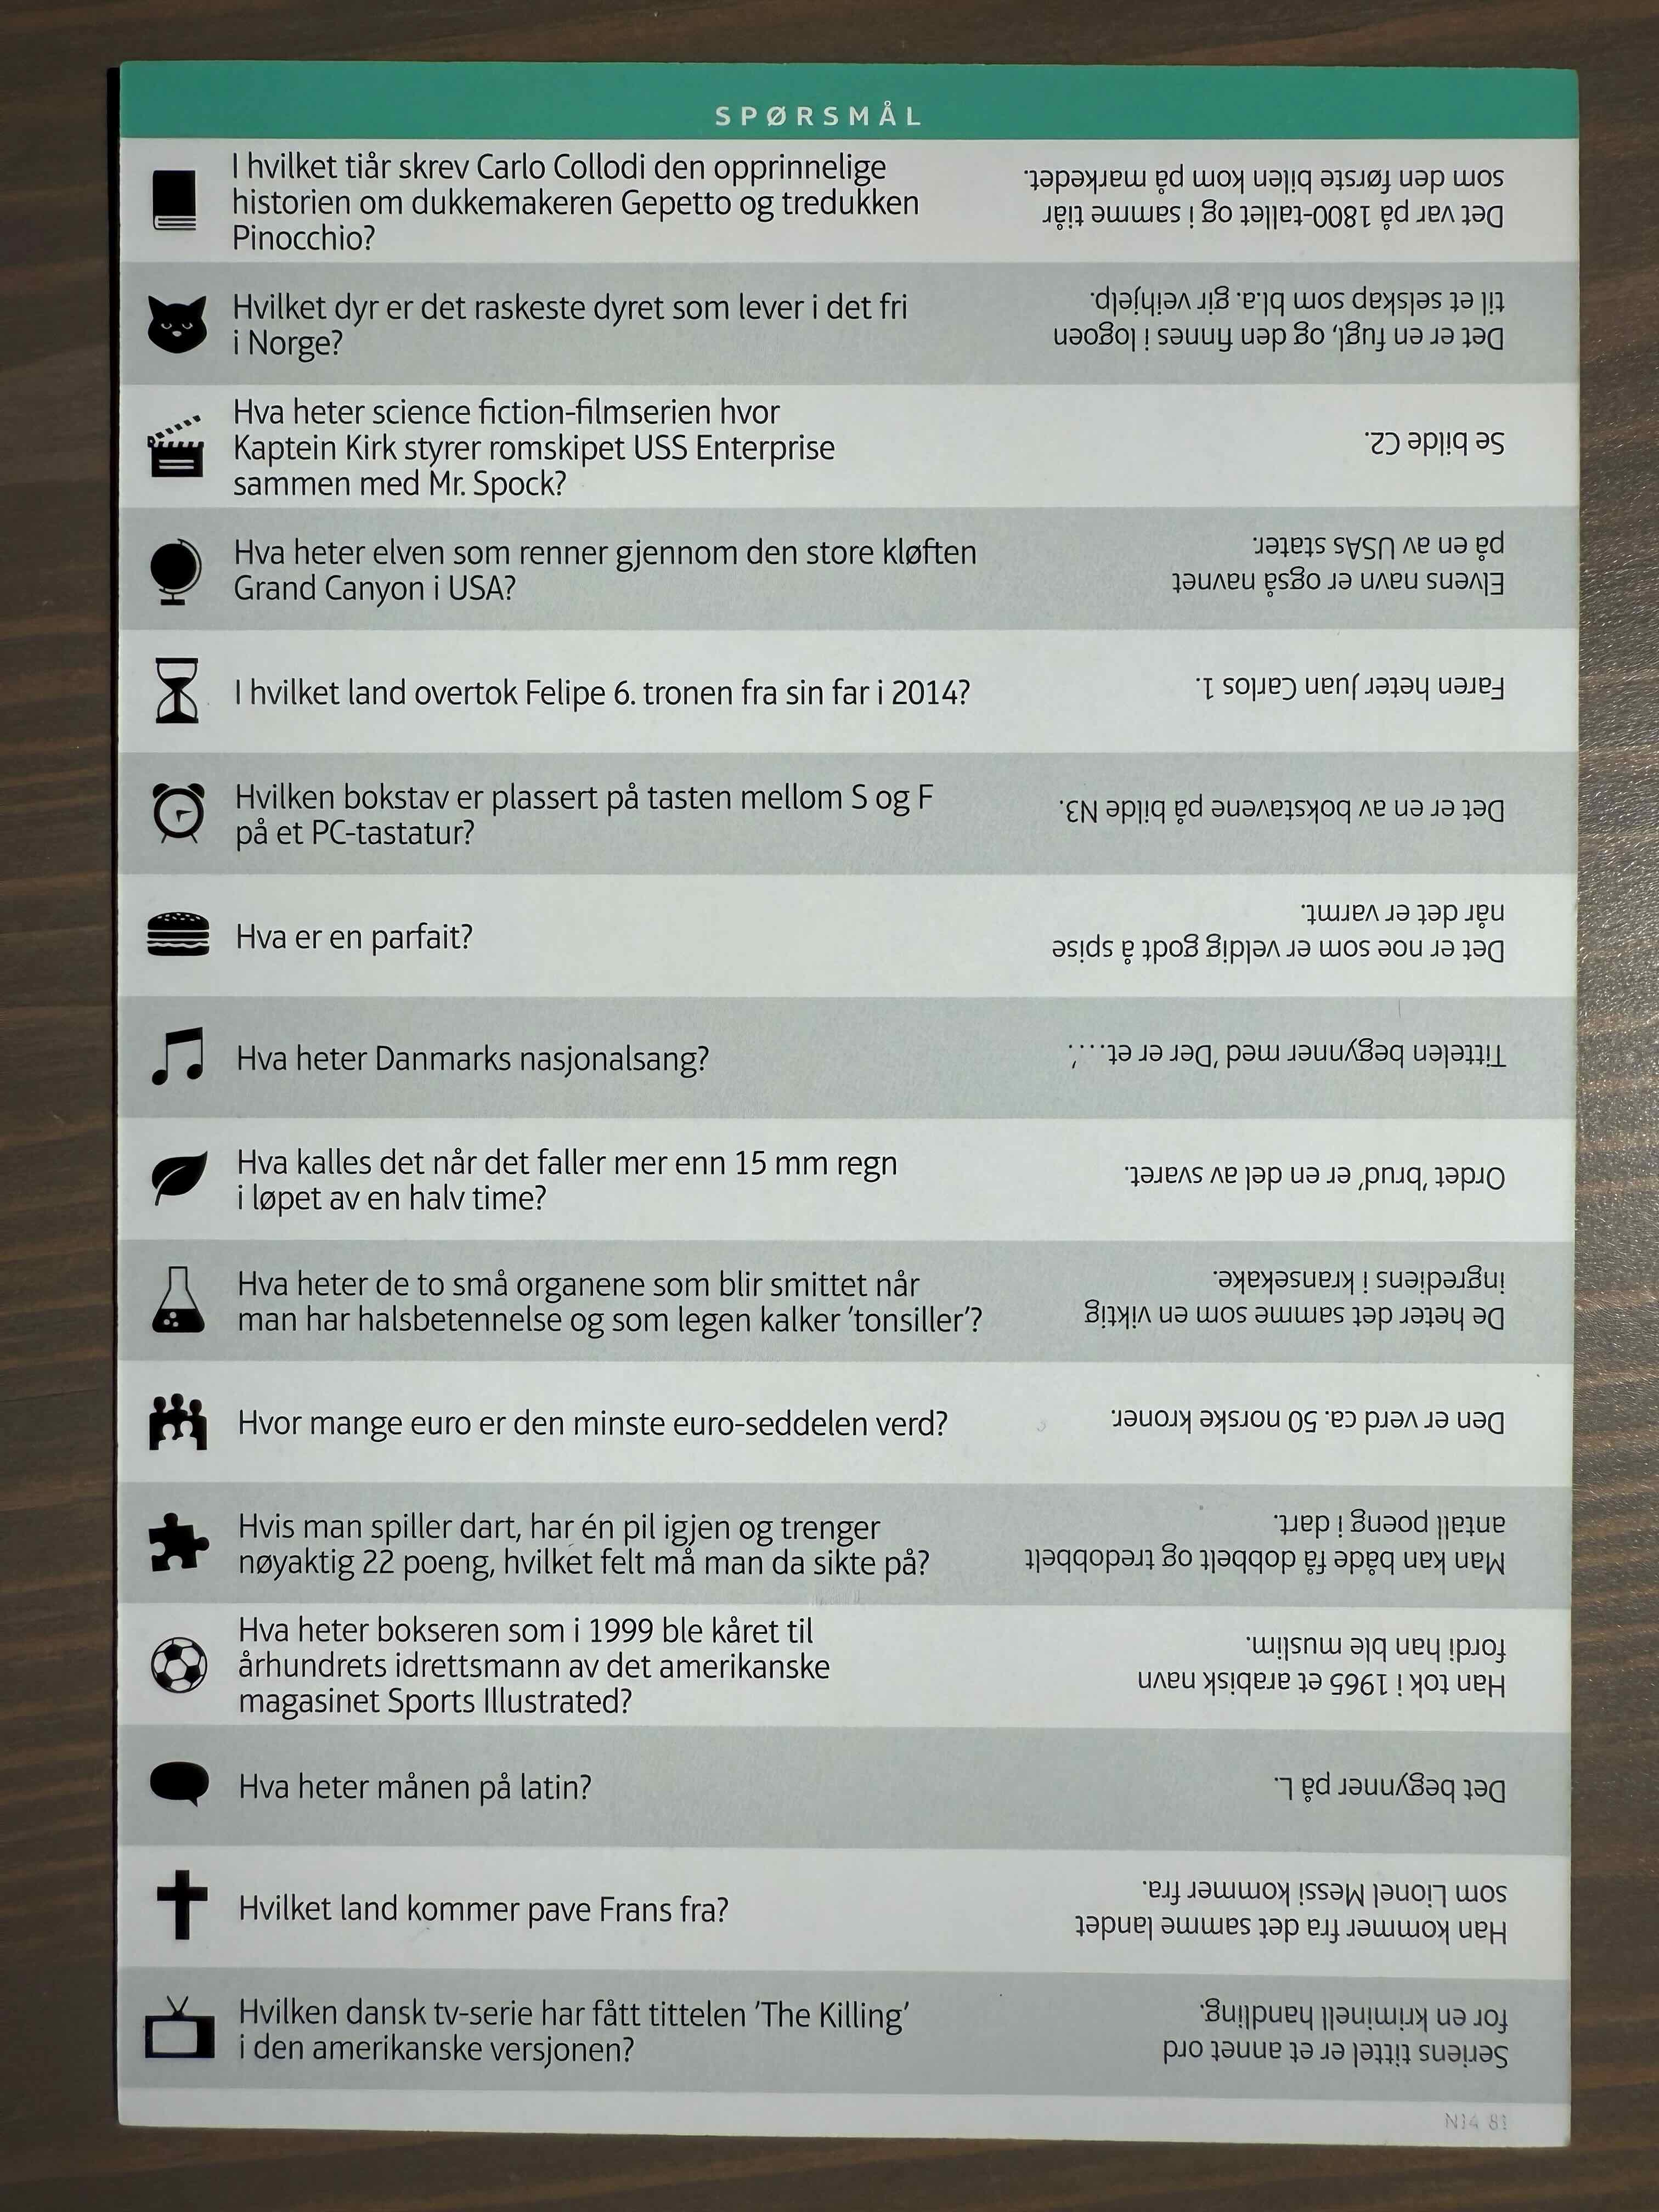 SPØRSMÅL
I hvilket tiår skrev Carlo Collodi den opprinnelige
historien om dukkemakeren Gepetto og tredukken
Pinocchio?
Det var på 1800-tallet og i samme tiår
som den første bilen kom på markedet.
Hvilket dyr er det raskeste dyret som lever i det fri
i Norge?
Det er en fugl, og den finnes i logoen
til et selskap som bl.a. gir veihjelp.
Hva heter science fiction-filmserien hvor
Kaptein Kirk styrer romskipet USS Enterprise
sammen med Mr. Spock?
Se bilde C2.
Hva heter elven som renner gjennom den store kløften
Grand Canyon i USA?
Elvens navn er også navnet
på en av USAs stater.
I hvilket land overtok Felipe 6. tronen fra sin far i 2014?
Faren heter Juan Carlos 1.
Hvilken bokstav er plassert på tasten mellom S og F
på et PC-tastatur?
Det er en av bokstavene på bilde N3.
Hva er en parfait?
Det er noe som er veldig godt å spise
når det er varmt.
Hva heter Danmarks nasjonalsang?
Tittelen begynner med 'Der er et....'.
Hva kalles det når det faller mer enn 15 mm regn
i løpet av en halv time?
Ordet 'brud' er en del av svaret.
Hva heter de to små organene som blir smittet når
man har halsbetennelse og som legen kalker 'tonsiller'?
De heter det samme som en viktig
ingrediens i kransekake.
Hvor mange euro er den minste euro-seddelen verd?
Den er verd ca. 50 norske kroner.
Hvis man spiller dart, har én pil igjen og trenger
nøyaktig 22 poeng, hvilket felt må man da sikte på?
Man kan både få dobbelt og tredobbelt
antall poeng i dart.
Hva heter bokseren som i 1999 ble kåret til
århundrets idrettsmann av det amerikanske
magasinet Sports Illustrated?
Han tok i 1965 et arabisk navn
fordi han ble muslim.
Hva heter månen på latin?
Det begynner på L.
Hvilket land kommer pave Frans fra?
Han kommer fra det samme landet
som Lionel Messi kommer fra.
Hvilken dansk tv-serie har fått tittelen 'The Killing'
i den amerikanske versjonen?
Seriens tittel er et annet ord
for en kriminell handling.
N14 81